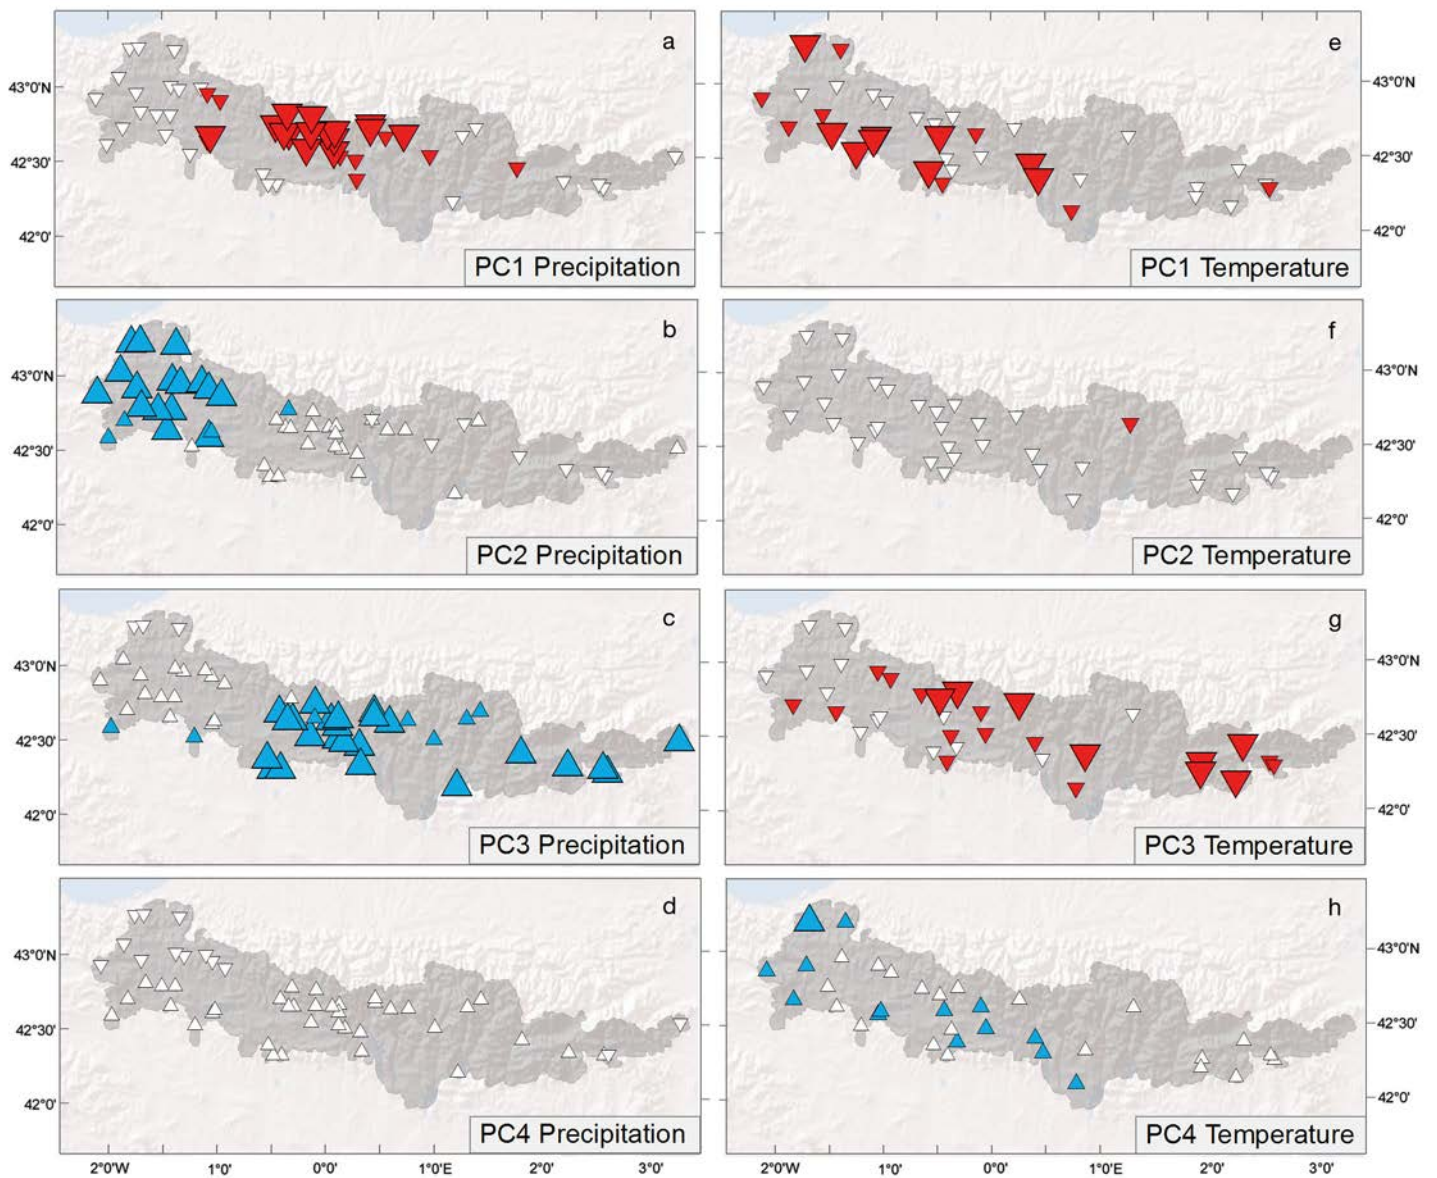 a
43°0'N
42°30'
42°0'
PC1 Precipitation
e
43°0'N
42°30'
42°0'
PC1 Temperature
b
43°0'N
42°30'
42°0'
PC2 Precipitation
f
43°0'N
42°30'
42°0'
PC2 Temperature
c
43°0'N
42°30'
42°0'
PC3 Precipitation
g
43°0'N
42°30'
42°0'
PC3 Temperature
d
43°0'N
42°30'
42°0'
PC4 Precipitation
2°0'W 1°0' 0°0' 1°0'E 2°0' 3°0'
h
43°0'N
42°30'
42°0'
PC4 Temperature
2°0'W 1°0' 0°0' 1°0'E 2°0' 3°0'